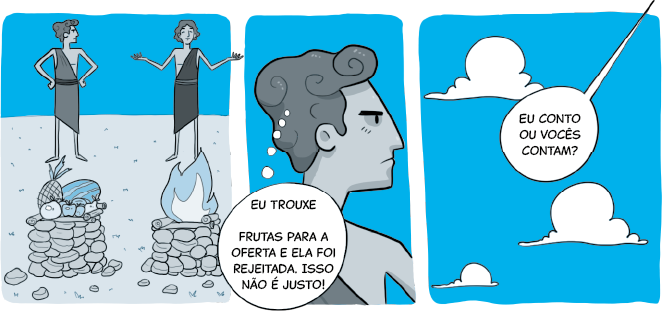 EU TROUXE
FRUTAS PARA A
OFERTA E ELA FOI
REJEITADA. ISSO
NÃO É JUSTO!
EU CONTO
OU VOCÊS
CONTAM?